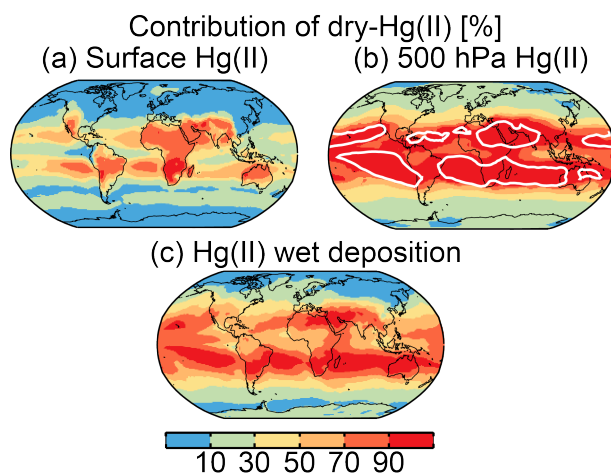 Contribution of dry-Hg(II) [%]
(a) Surface Hg(II)
(b) 500 hPa Hg(II)
(c) Hg(II) wet deposition
10 30 50 70 90